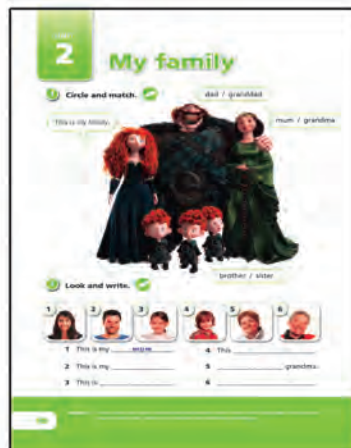 2
My family
Circle and match.
dad / granddad
This is my family.
mum / grandma
brother / sister
Look and write.
1 2 3 4 5 6
1 This is my mum
4 This
2 This is my
5 grandma.
3 This is
6